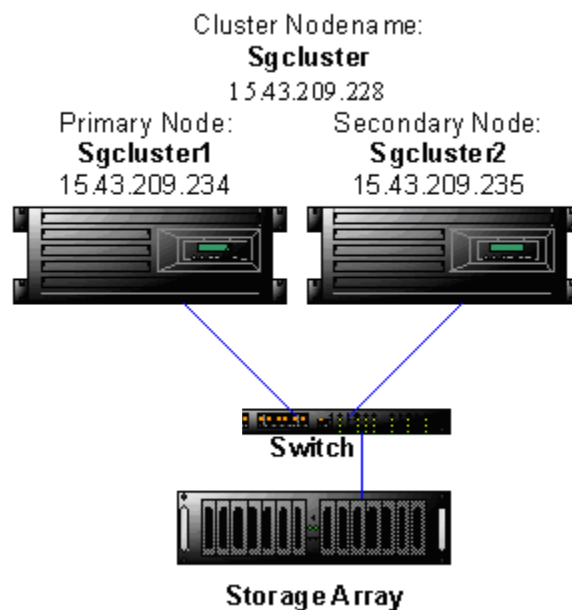 Cluster Nodename:
Sgcluster
15.43.209.228
Primary Node:
Sgcluster1
15.43.209.234
Secondary Node:
Sgcluster2
15.43.209.235
Switch
Storage Array